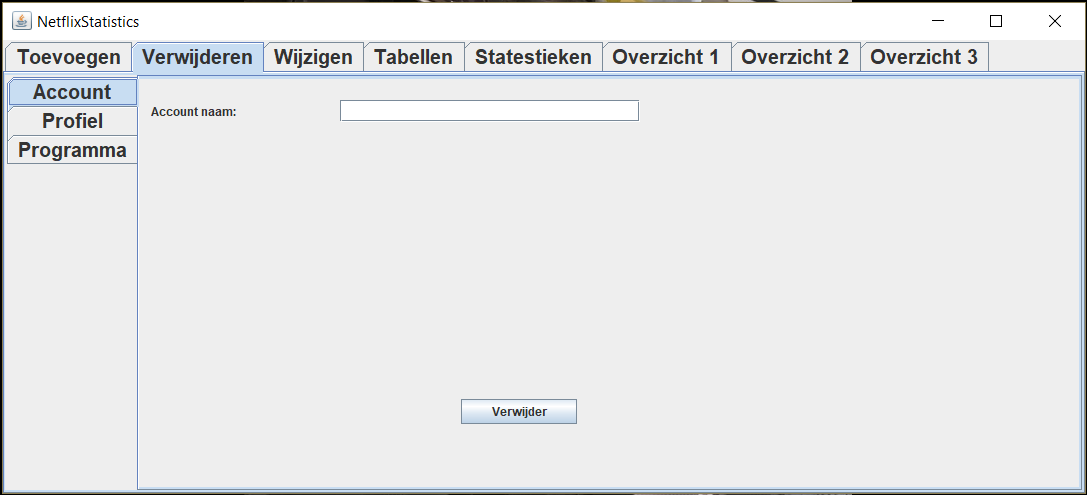 NetflixStatistics
Toevoegen Verwijderen Wijzigen Tabellen Statestieken Overzicht 1 Overzicht 2 Overzicht 3
Account
Profiel
Programma
Account naam:
Verwijder